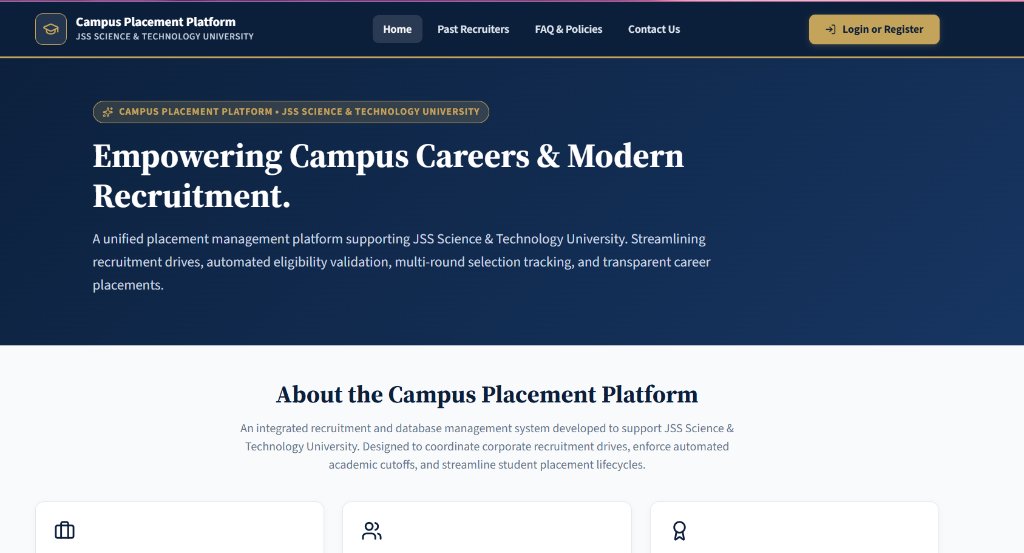 Campus Placement Platform
JSS SCIENCE & TECHNOLOGY UNIVERSITY
Home
Past Recruiters
FAQ & Policies
Contact Us
Login or Register
CAMPUS PLACEMENT PLATFORM • JSS SCIENCE & TECHNOLOGY UNIVERSITY
Empowering Campus Careers & Modern
Recruitment.
A unified placement management platform supporting JSS Science & Technology University. Streamlining
recruitment drives, automated eligibility validation, multi-round selection tracking, and transparent career
placements.
About the Campus Placement Platform
An integrated recruitment and database management system developed to support JSS Science &
Technology University. Designed to coordinate corporate recruitment drives, enforce automated
academic cutoffs, and streamline student placement lifecycles.